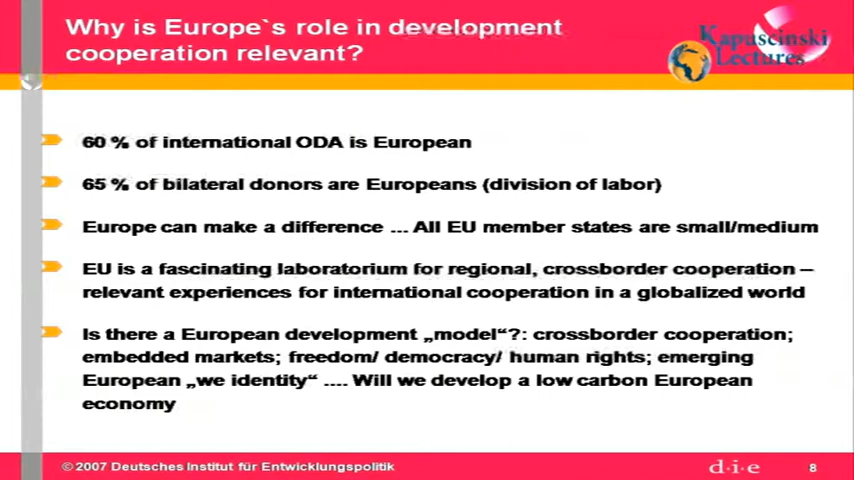 Why is Europe`s role in development
cooperation relevant?
Kapuscinski
Lectures
60 % of international ODA is European
65 % of bilateral donors are Europeans (division of labor)
Europe can make a difference ... All EU member states are small/medium
EU is a fascinating laboratorium for regional, crossborder cooperation –
relevant experiences for international cooperation in a globalized world
Is there a European development „model“?: crossborder cooperation;
embedded markets; freedom/ democracy/ human rights; emerging
European „we identity“ .... Will we develop a low carbon European
economy
© 2007 Deutsches Institut für Entwicklungspolitik
d·i·e
8